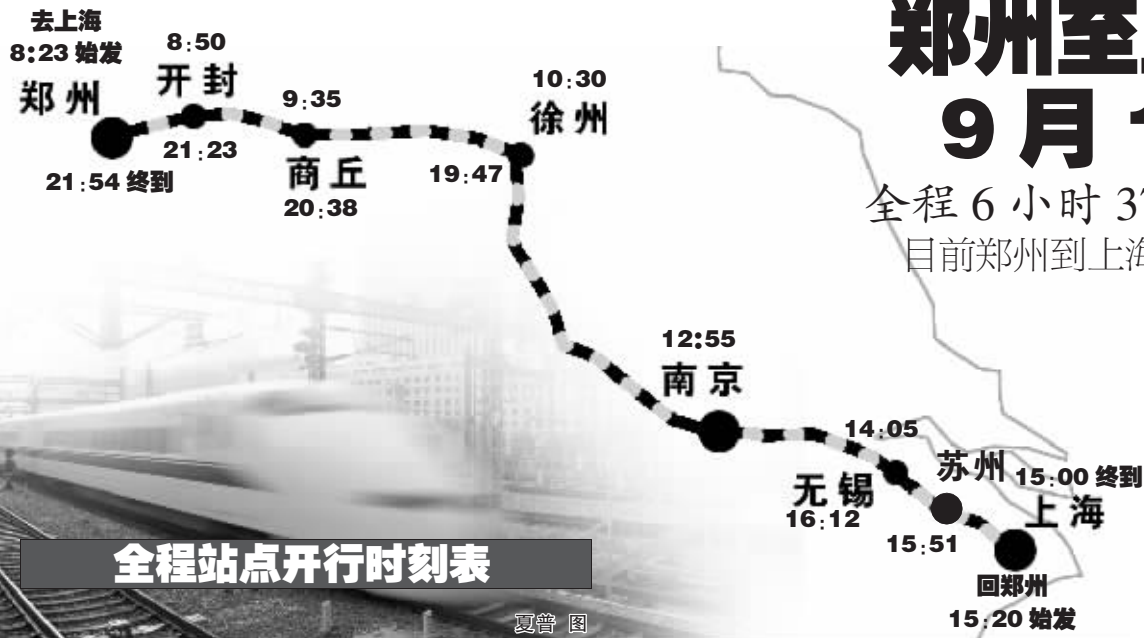 去上海
8:23 始发
郑州
21:54 终到
8:50
开封
21:23
9:35
商丘
20:38
10:30
徐州
19:47
12:55
南京
14:05
无锡
16:12
苏州
15:51
15:00 终到
上海
回郑州
15:20 始发
郑州至
9月
全程 6 小时 3
目前郑州到上海
全程站点开行时刻表
夏普 图